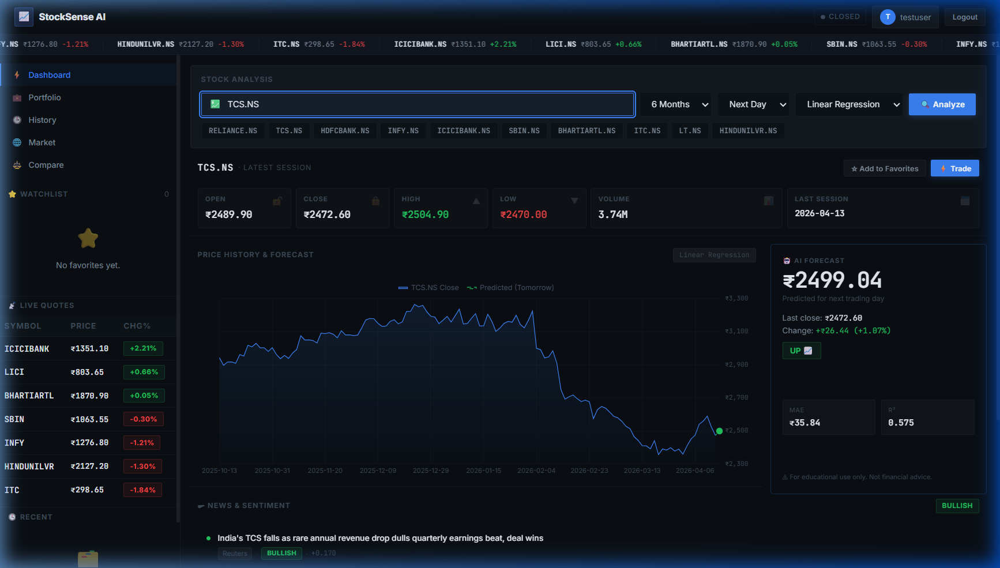 StockSense AI
CLOSED
T testuser
Logout
FY.NS ₹1276.80 -1.21% HINDUNILVR.NS ₹2127.20 -1.30% ITC.NS ₹298.65 -1.84% ICICIBANK.NS ₹1351.10 +2.21% LICI.NS ₹803.65 +0.66% BHARTIARTL.NS ₹1870.90 +0.05% SBIN.NS ₹1063.55 -0.30% INFY.NS ₹1
Dashboard
Portfolio
History
Market
Compare
WATCHLIST 0
No favorites yet.
LIVE QUOTES
SYMBOL PRICE CHG%
ICICIBANK ₹1351.10 +2.21%
LICI ₹803.65 +0.66%
BHARTIARTL ₹1870.90 +0.05%
SBIN ₹1063.55 -0.30%
INFY ₹1276.80 -1.21%
HINDUNILVR ₹2127.20 -1.30%
ITC ₹298.65 -1.84%
RECENT
STOCK ANALYSIS
TCS.NS
6 Months
Next Day
Linear Regression
Analyze
RELIANCE.NS TCS.NS HDFCBANK.NS INFY.NS ICICIBANK.NS SBIN.NS BHARTIARTL.NS ITC.NS LT.NS HINDUNILVR.NS
TCS.NS · LATEST SESSION
☆ Add to Favorites
Trade
OPEN
₹2489.90
CLOSE
₹2472.60
HIGH
₹2504.90
LOW
₹2470.00
VOLUME
3.74M
LAST SESSION
2026-04-13
PRICE HISTORY & FORECAST
Linear Regression
TCS.NS Close Predicted (Tomorrow)
₹3,300
₹3,100
₹2,900
₹2,700
₹2,500
₹2,300
2025-10-13 2025-10-31 2025-11-20 2025-12-09 2025-12-29 2026-01-15 2026-02-04 2026-02-23 2026-03-13 2026-04-06
AI FORECAST
₹2499.04
Predicted for next trading day
Last close: ₹2472.60
Change: +₹26.44 (+1.07%)
UP
MAE
₹35.84
R²
0.575
⚠ For educational use only. Not financial advice.
NEWS & SENTIMENT
BULLISH
India's TCS falls as rare annual revenue drop dulls quarterly earnings beat, deal wins
Reuters · BULLISH · +0.170